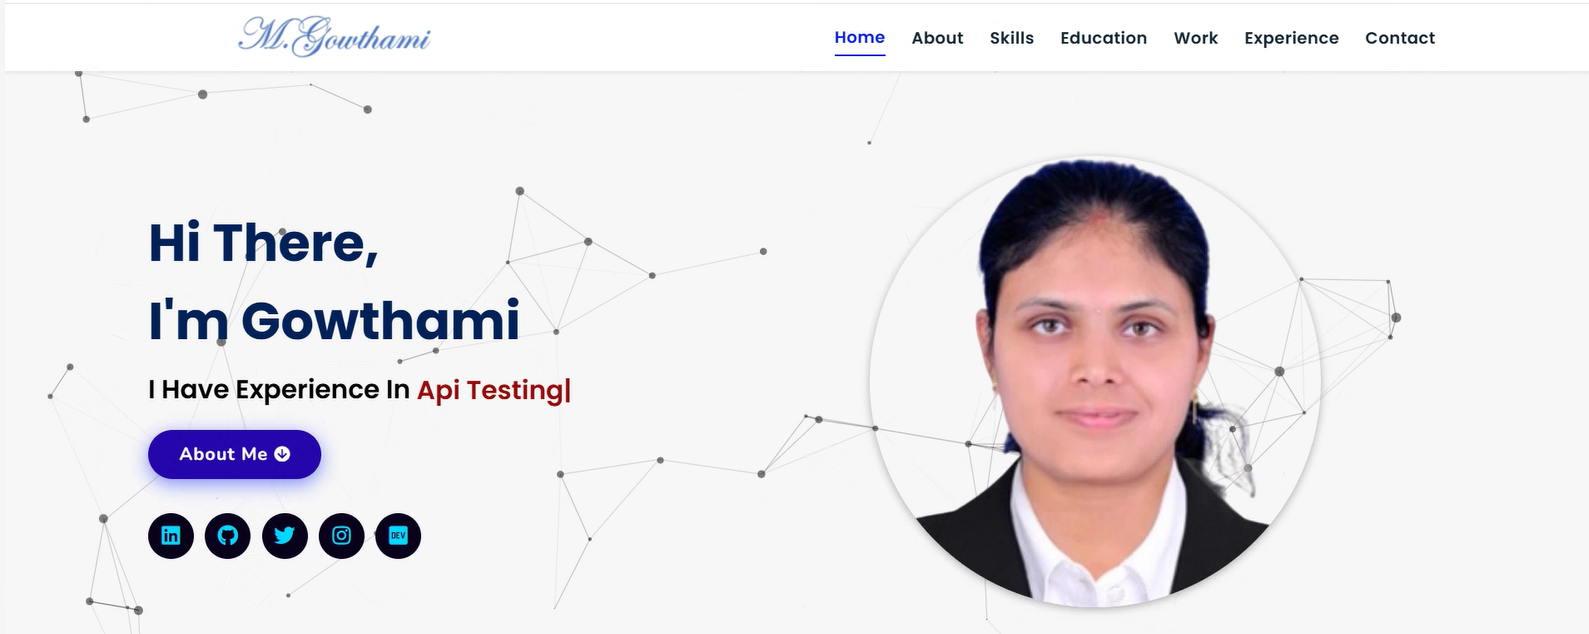 M.Gowthami
Home About Skills Education Work Experience Contact
Hi There,
I'm Gowthami
I Have Experience In Api Testing|
About Me
in
DEV